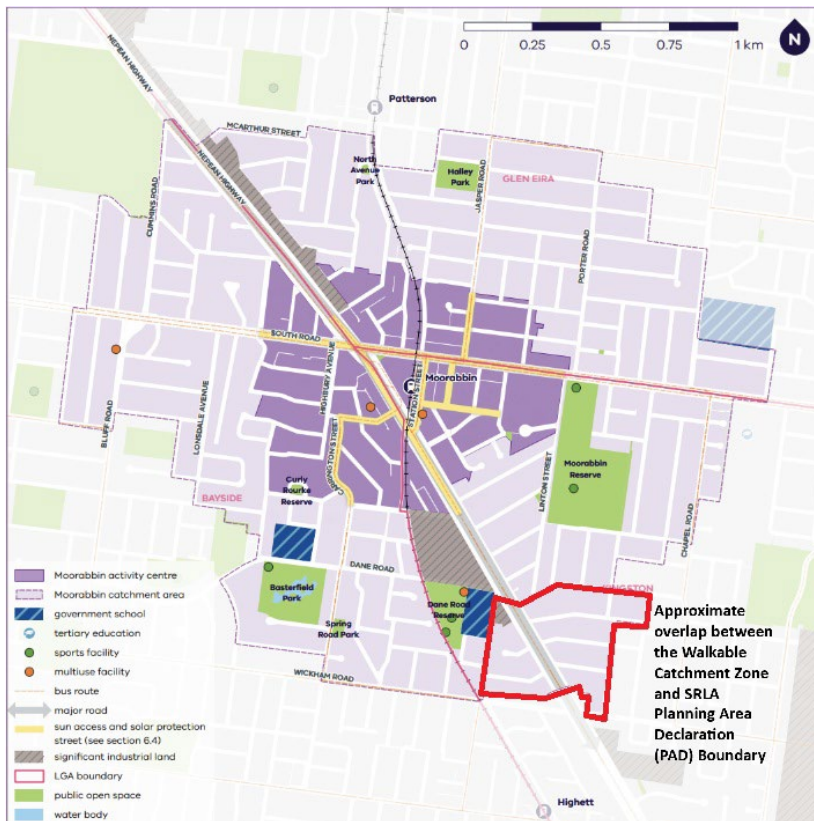 0
0.25
0.5
0.75
1 km
N
NEPEAN HIGHWAY
Patterson
MCARTHUR STREET
North
Avenue
Park
Halley
Park
JASPER ROAD
GLEN EIRA
NEPEAN HIGHWAY
CUMMINS ROAD
PORTER ROAD
SOUTH ROAD
HIGHBURY AVENUE
Moorabbin
STATION STREET
BLUFF ROAD
LONSDALE AVENUE
CARRINGTON STREET
LINTON STREET
Moorabbin
Reserve
CHAPEL ROAD
Curly
Rourke
Reserve
BAYSIDE
DANE ROAD
Basterfield
Park
Spring
Road Park
Dane Road
Reserve
KINGSTON
WICKHAM ROAD
Highett
Approximate
overlap between
the Walkable
Catchment Zone
and SRLA
Planning Area
Declaration
(PAD) Boundary
Moorabbin activity centre
Moorabbin catchment area
government school
tertiary education
sports facility
multiuse facility
bus route
major road
sun access and solar protection
street (see section 6.4)
significant industrial land
LGA boundary
public open space
water body